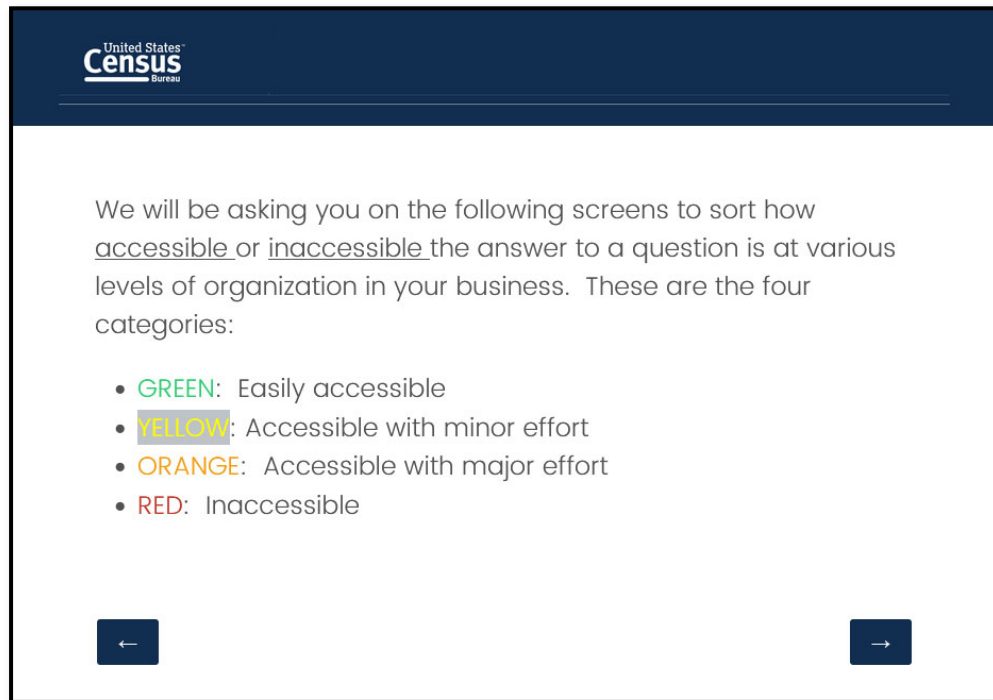 United States™
Census
Bureau
We will be asking you on the following screens to sort how
accessible or inaccessible the answer to a question is at various
levels of organization in your business.  These are the four
categories:
• GREEN:  Easily accessible
• YELLOW: Accessible with minor effort
• ORANGE:  Accessible with major effort
• RED:  Inaccessible
← →